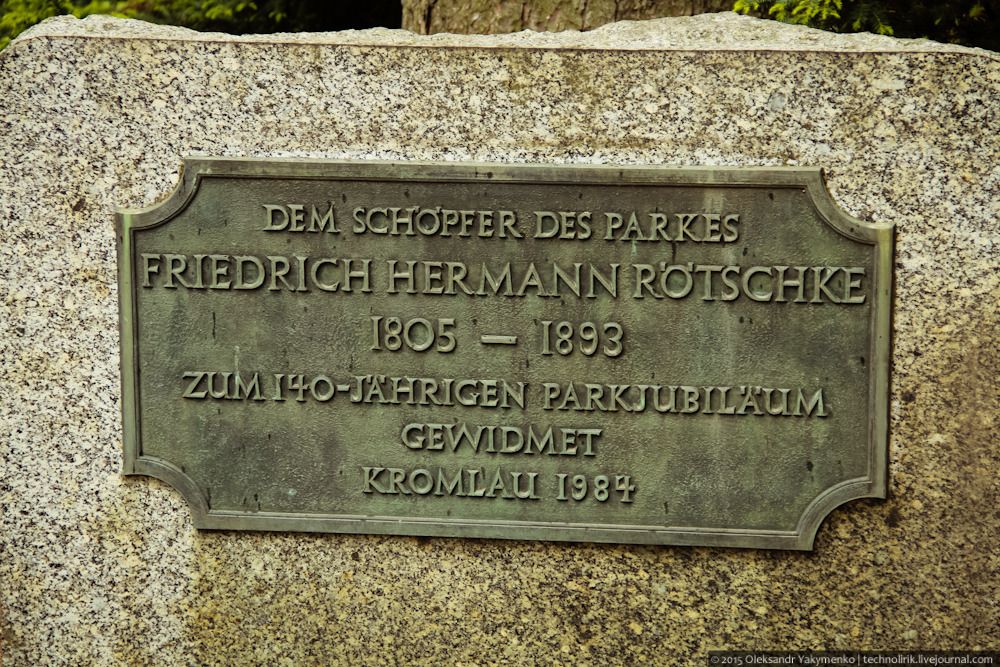 DEM SCHÖPFER DES PARKES
FRIEDRICH HERMANN RÖTSCHKE
1805 – 1893
ZUM 140-JÄHRIGEN PARKJUBILÄUM
GEWIDMET
KROMLAU 1984
© 2015 Oleksandr Yakymenko | technolirik.livejournal.com